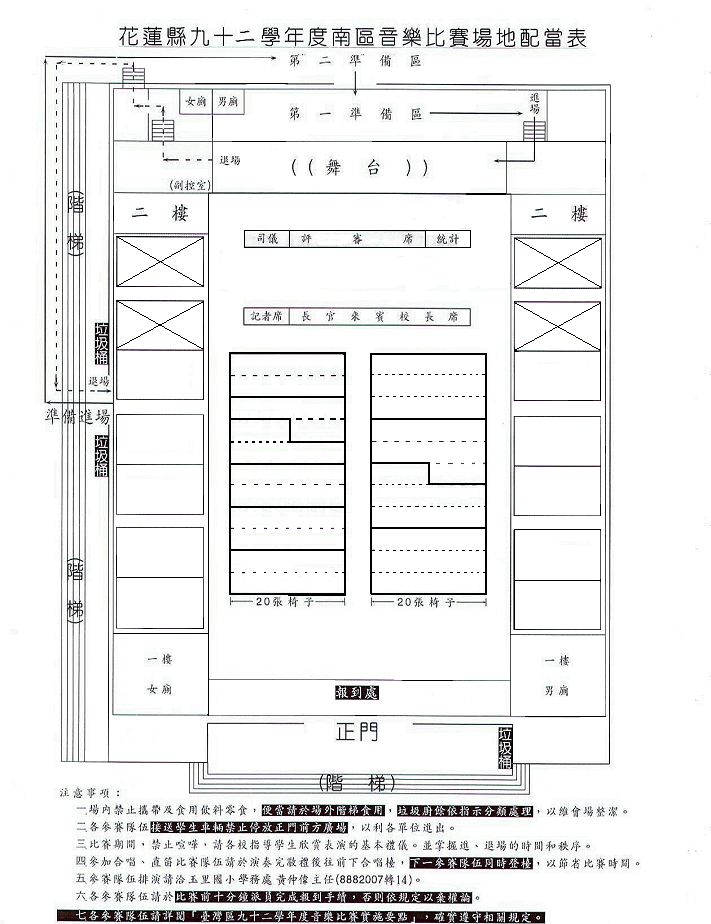 花蓮縣九十二學年度南區音樂比賽場地配當表
第二準備區
女廁 男廁
第一準備區
進場
退場
((舞台))
(副控室)
二樓
二樓
(階梯)
司儀 評審席 統計
記者席 長官來賓校長席
垃圾桶
退場
準備進場
垃圾桶
(階梯)
20張椅子
20張椅子
一樓
女廁
一樓
男廁
報到處
正門
垃圾桶
(階梯)
注意事項：
一場內禁止攜帶及食用飲料零食，便當請於場外階梯食用，垃圾廚餘依指示分類處理，以維會場整潔。
二各參賽隊伍接送學生車輛禁止停放正門前方廣場，以利各單位進出。
三比賽期間，禁止喧嘩、請各校指導學生欣賞表演的基本禮儀。並掌握進、退場的時間和秩序。
四參加合唱、直笛比賽隊伍請於演奏完敬禮後往前下合唱檯，下一參賽隊伍同時登檯，以節省比賽時間。
五參賽隊伍排演請洽玉里國小學務處黃仲偉主任(8882007轉14)。
六各參賽隊伍請於比賽前十分鐘派員完成報到手續，否則依規定以棄權論。
七各參賽隊伍請詳閱「臺灣區九十二學年度音樂比賽實施要點」，確實遵守相關規定。